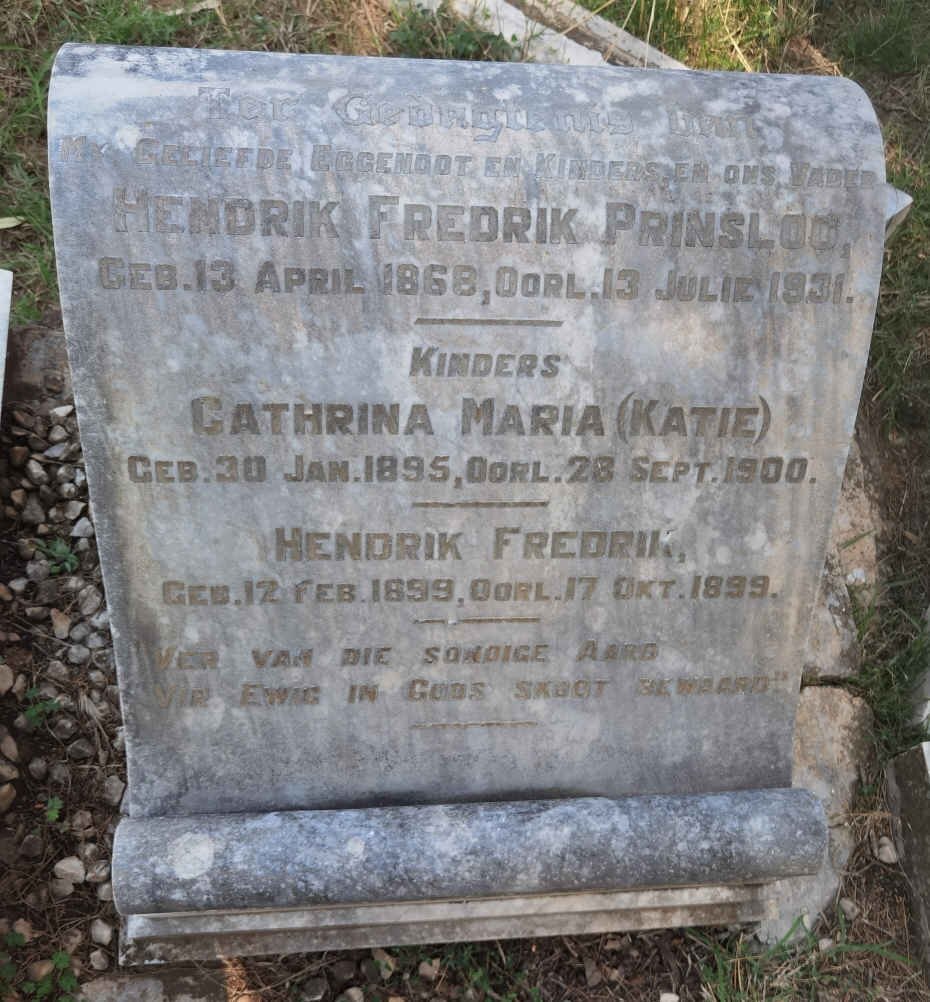 Ter Gedagtenis van
MY GELIEFDE EGGENOOT EN KINDERS, EN ONS VADER
HENDRIK FREDRIK PRINSLOO,
GEB. 13 APRIL 1868, OORL. 13 JULIE 1931.
KINDERS
CATHRINA MARIA (KATIE)
GEB. 30 JAN. 1895, OORL. 28 SEPT. 1900.
HENDRIK FREDRIK,
GEB. 12 FEB. 1899, OORL. 17 OKT. 1899.
VER VAN DIE SONDIGE AARD
VIR EWIG IN GODS SKOOT BEWAARD"